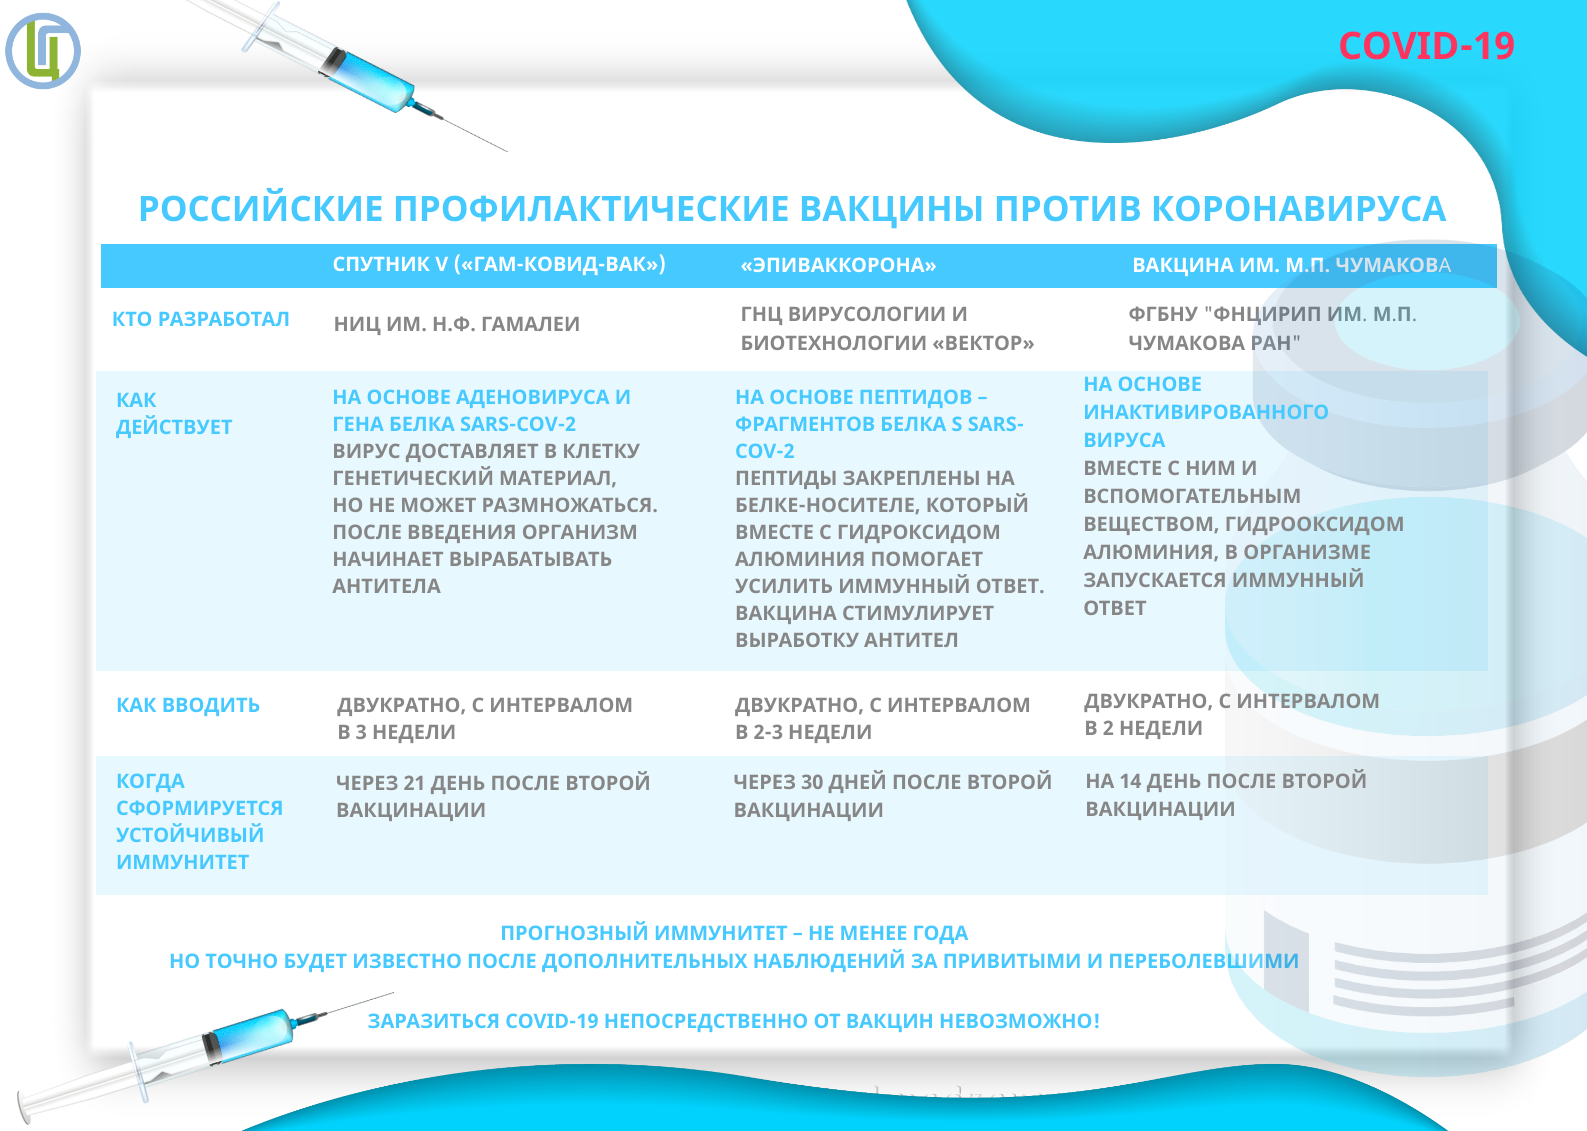 COVID-19
РОССИЙСКИЕ ПРОФИЛАКТИЧЕСКИЕ ВАКЦИНЫ ПРОТИВ КОРОНАВИРУСА
СПУТНИК V («ГАМ-КОВИД-ВАК»)
«ЭПИВАККОРОНА»
ВАКЦИНА ИМ. М.П. ЧУМАКОВА
КТО РАЗРАБОТАЛ
НИЦ ИМ. Н.Ф. ГАМАЛЕИ
ГНЦ ВИРУСОЛОГИИ И
БИОТЕХНОЛОГИИ «ВЕКТОР»
ФГБНУ "ФНЦИРИП ИМ. М.П.
ЧУМАКОВА РАН"
КАК
ДЕЙСТВУЕТ
НА ОСНОВЕ АДЕНОВИРУСА И
ГЕНА БЕЛКА SARS-COV-2
ВИРУС ДОСТАВЛЯЕТ В КЛЕТКУ
ГЕНЕТИЧЕСКИЙ МАТЕРИАЛ,
НО НЕ МОЖЕТ РАЗМНОЖАТЬСЯ.
ПОСЛЕ ВВЕДЕНИЯ ОРГАНИЗМ
НАЧИНАЕТ ВЫРАБАТЫВАТЬ
АНТИТЕЛА
НА ОСНОВЕ ПЕПТИДОВ –
ФРАГМЕНТОВ БЕЛКА S SARS-
COV-2
ПЕПТИДЫ ЗАКРЕПЛЕНЫ НА
БЕЛКЕ-НОСИТЕЛЕ, КОТОРЫЙ
ВМЕСТЕ С ГИДРОКСИДОМ
АЛЮМИНИЯ ПОМОГАЕТ
УСИЛИТЬ ИММУННЫЙ ОТВЕТ.
ВАКЦИНА СТИМУЛИРУЕТ
ВЫРАБОТКУ АНТИТЕЛ
НА ОСНОВЕ
ИНАКТИВИРОВАННОГО
ВИРУСА
ВМЕСТЕ С НИМ И
ВСПОМОГАТЕЛЬНЫМ
ВЕЩЕСТВОМ, ГИДРООКСИДОМ
АЛЮМИНИЯ, В ОРГАНИЗМЕ
ЗАПУСКАЕТСЯ ИММУННЫЙ
ОТВЕТ
КАК ВВОДИТЬ
ДВУКРАТНО, С ИНТЕРВАЛОМ
В 3 НЕДЕЛИ
ДВУКРАТНО, С ИНТЕРВАЛОМ
В 2-3 НЕДЕЛИ
ДВУКРАТНО, С ИНТЕРВАЛОМ
В 2 НЕДЕЛИ
КОГДА
СФОРМИРУЕТСЯ
УСТОЙЧИВЫЙ
ИММУНИТЕТ
ЧЕРЕЗ 21 ДЕНЬ ПОСЛЕ ВТОРОЙ
ВАКЦИНАЦИИ
ЧЕРЕЗ 30 ДНЕЙ ПОСЛЕ ВТОРОЙ
ВАКЦИНАЦИИ
НА 14 ДЕНЬ ПОСЛЕ ВТОРОЙ
ВАКЦИНАЦИИ
ПРОГНОЗНЫЙ ИММУНИТЕТ – НЕ МЕНЕЕ ГОДА
НО ТОЧНО БУДЕТ ИЗВЕСТНО ПОСЛЕ ДОПОЛНИТЕЛЬНЫХ НАБЛЮДЕНИЙ ЗА ПРИВИТЫМИ И ПЕРЕБОЛЕВШИМИ
ЗАРАЗИТЬСЯ COVID-19 НЕПОСРЕДСТВЕННО ОТ ВАКЦИН НЕВОЗМОЖНО!